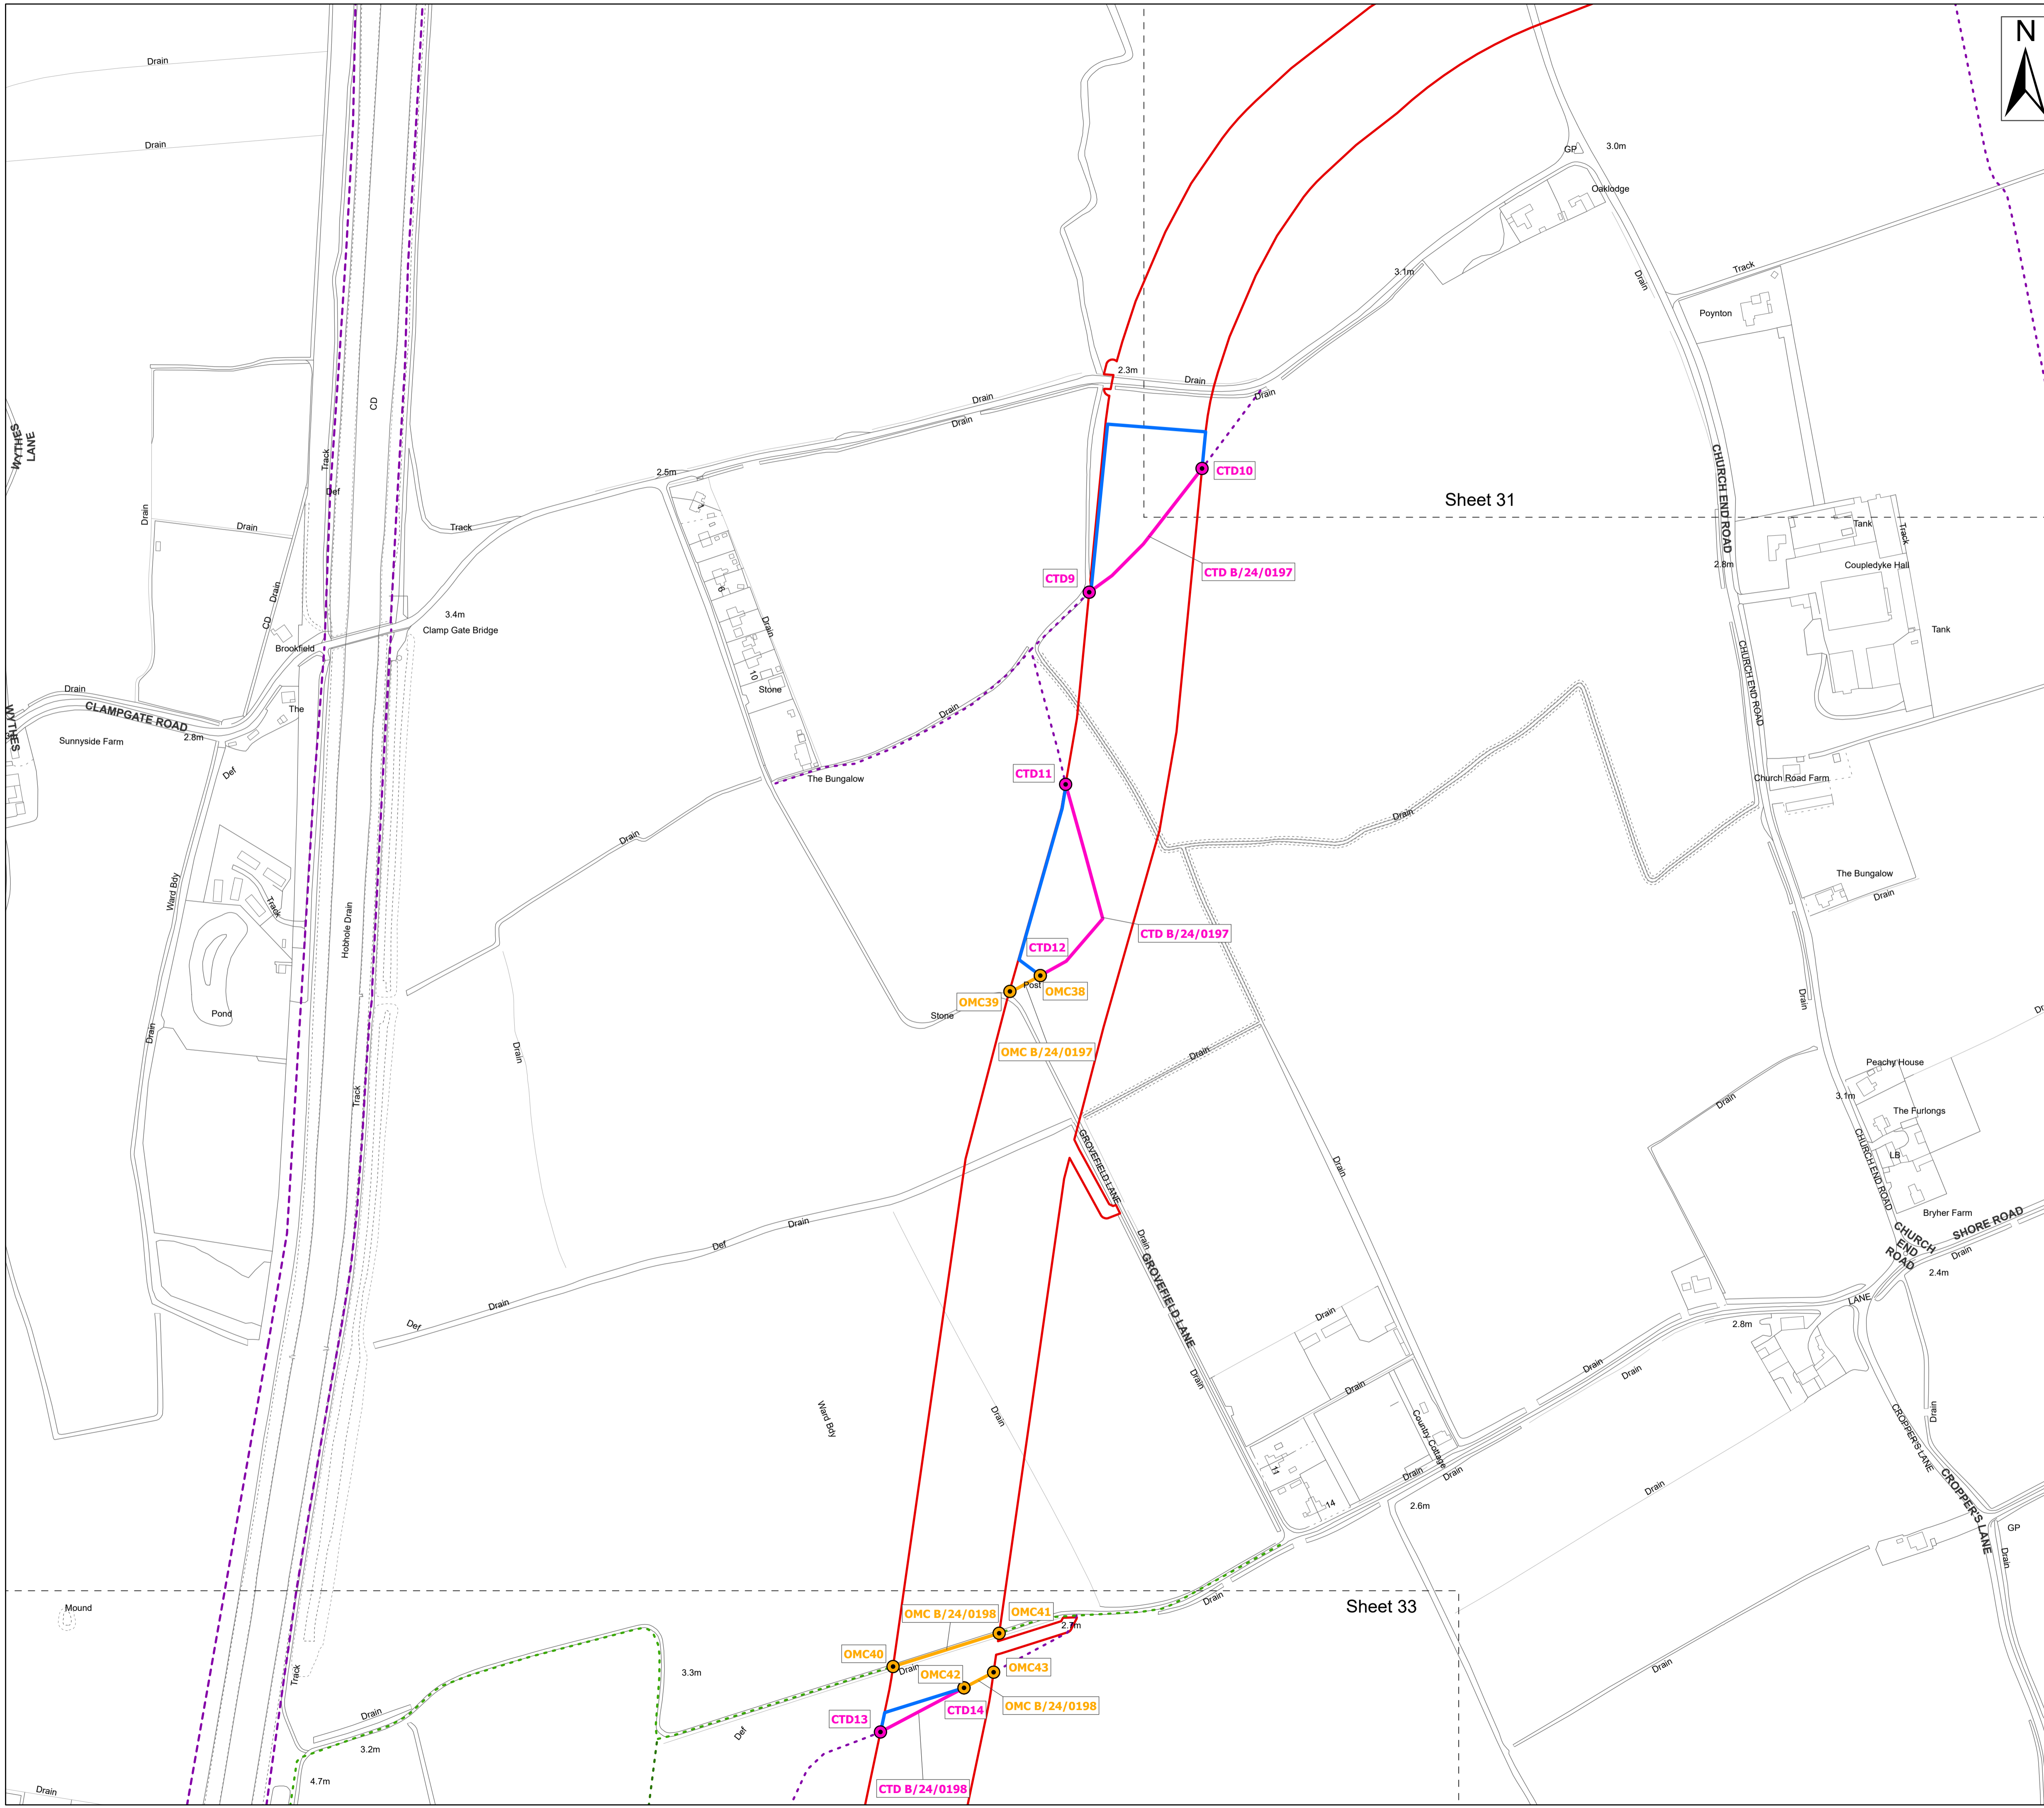 N
Drain
Drain
GP
3.0m
Oaklodge
3.1m
Drain
Track
Poynton
CD
2.3m
Drain
Drain
Drain
Drain
WYTHES
LANE
Track
2.5m
CTD10
CHURCH END ROAD
Def
Sheet 31
Drain
Drain
Track
1
Tank
Track
2.8m
Coupledyke Hall
CTD9
CTD B/24/0197
CD
Drain
6
3.4m
Clamp Gate Bridge
Drain
Tank
Brookfield
CHURCH END ROAD
10
Stone
Drain
CLAMPGATE ROAD
The
Drain
WYTHES
Sunnyside Farm
2.8m
Def
CTD11
The Bungalow
Church Road Farm
Drain
Drain
Ward Bdy
Track
The Bungalow
Drain
Hobhole Drain
CTD B/24/0197
CTD12
Post
OMC38
OMC39
Pond
Stone
Drain
Drain
Drain
OMC B/24/0197
Drain
Peachy House
Track
Drain
3.1m
The Furlongs
GROVEFIELD LANE
CHURCH END ROAD
LB
Drain
Bryher Farm
Drain
Def
Drain
SHORE ROAD
CHURCH
END
ROAD
Drain
2.4m
GROVEFIELD LANE
Drain
Def
Drain
LANE
2.8m
Drain
Drain
Drain
Drain
Ward Bdy
Drain
Country Cottage
CROPPER'S LANE
Drain
11
Drain
Drain
14
2.6m
Drain
CROPPER'S LANE
GP
Drain
Mound
Drain
Sheet 33
OMC B/24/0198
OMC41
2.7m
OMC40
Drain
OMC42
OMC43
3.3m
Track
Drain
CTD14
OMC B/24/0198
CTD13
Drain
Def
3.2m
4.7m
CTD B/24/0198
Drain